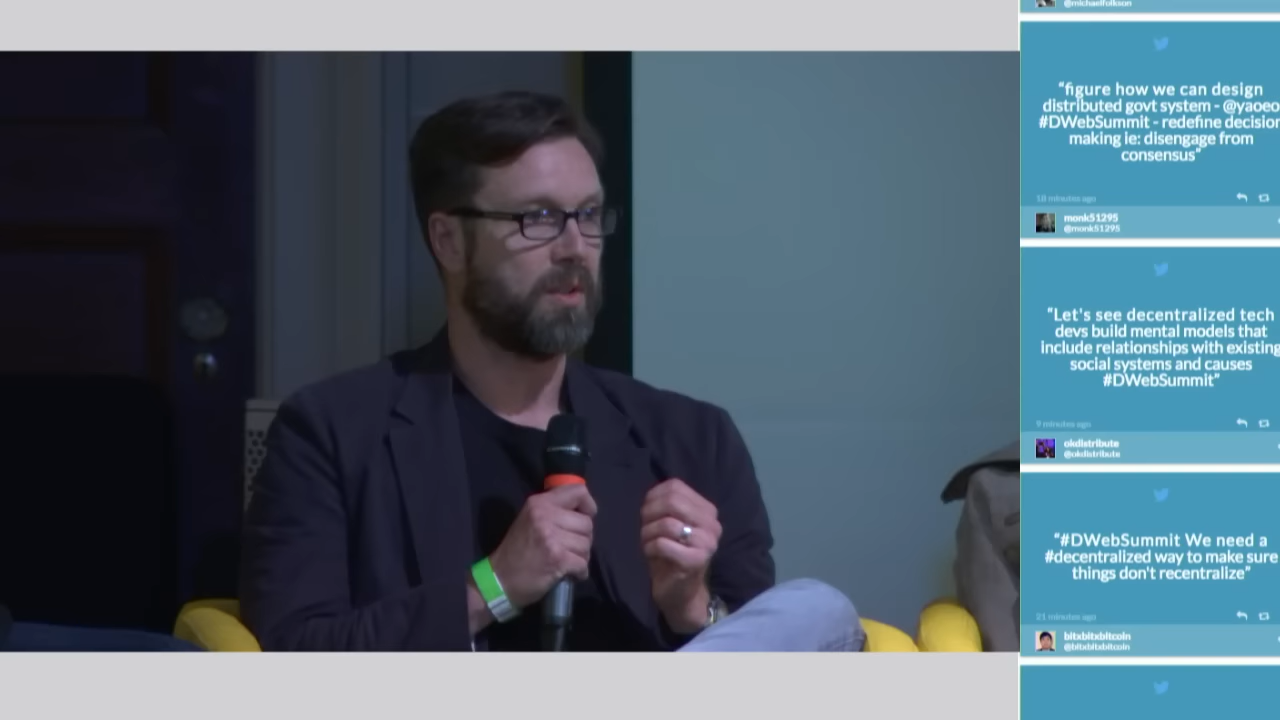 @michaelfolkson
“figure how we can design
distributed govt system - @yaoeo
#DWebSummit - redefine decision
making ie: disengage from
consensus”
18 minutes ago
monk51295
@monk51295
“Let's see decentralized tech
devs build mental models that
include relationships with existing
social systems and causes
#DWebSummit”
9 minutes ago
okdistribute
@okdistribute
“#DWebSummit We need a
#decentralized way to make sure
things don't recentralize”
21 minutes ago
bitxbitxbitcoin
@bitxbitxbitcoin